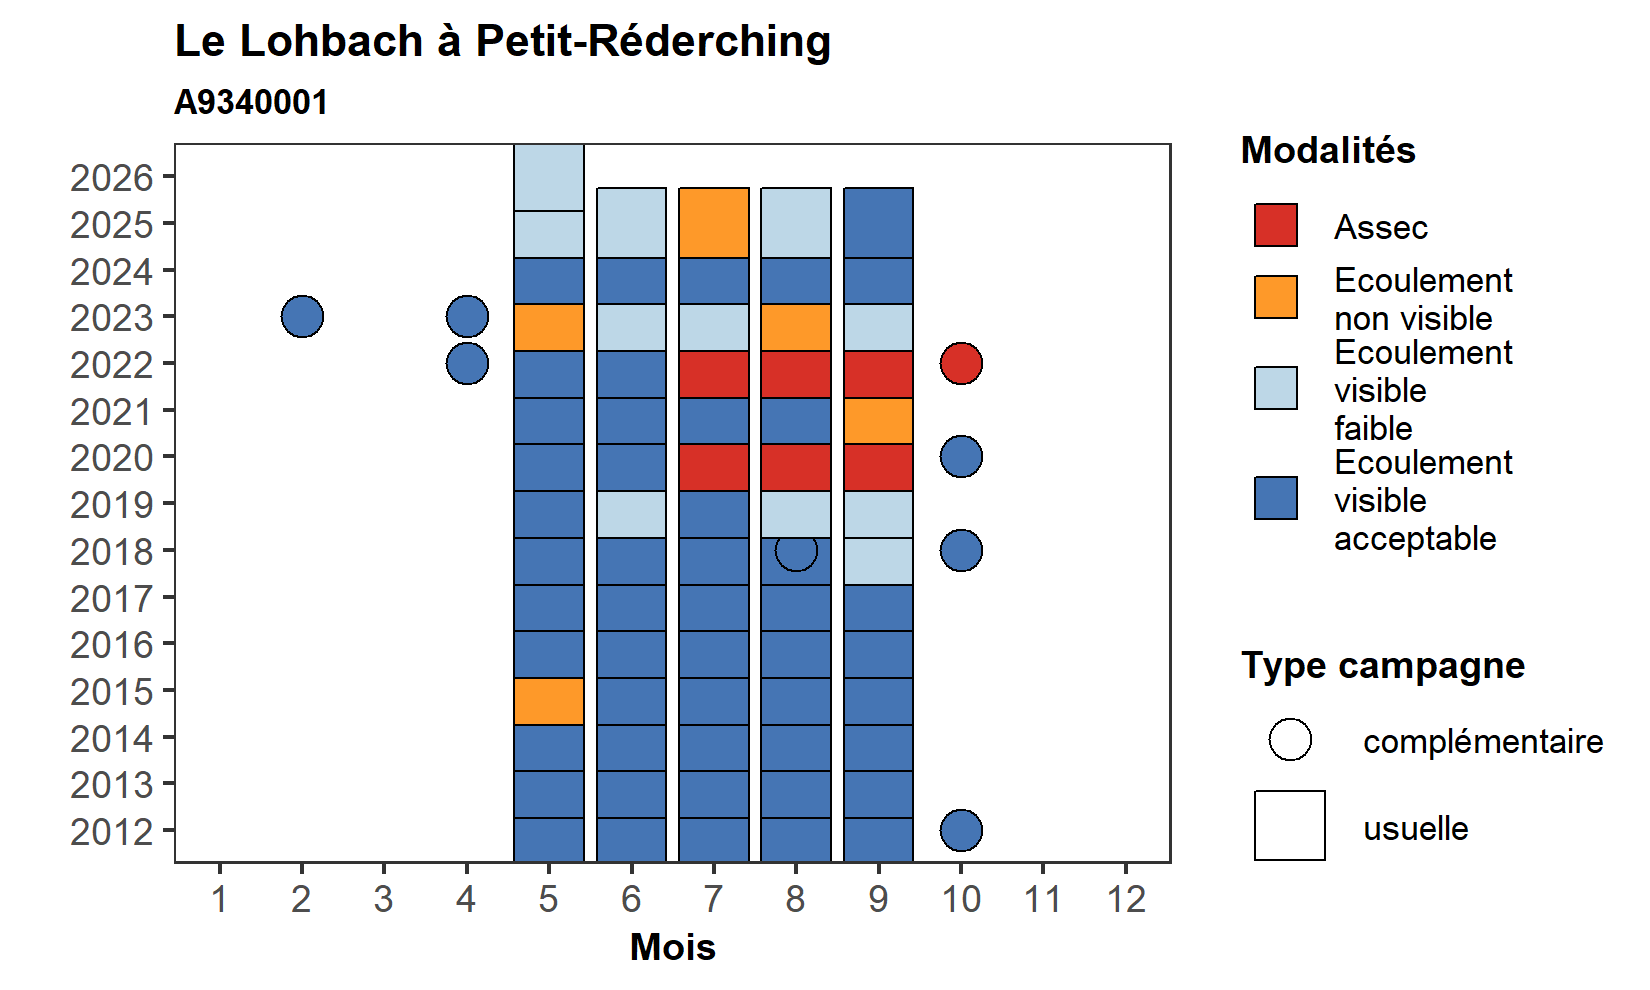 Le Lohbach à Petit-Réderching
A9340001
2026
2025
2024
2023
2022
2021
2020
2019
2018
2017
2016
2015
2014
2013
2012
1 2 3 4 5 6 7 8 9 10 11 12
Mois
Modalités
Assec
Ecoulement
non visible
Ecoulement
visible
faible
Ecoulement
visible
acceptable
Type campagne
complémentaire
usuelle